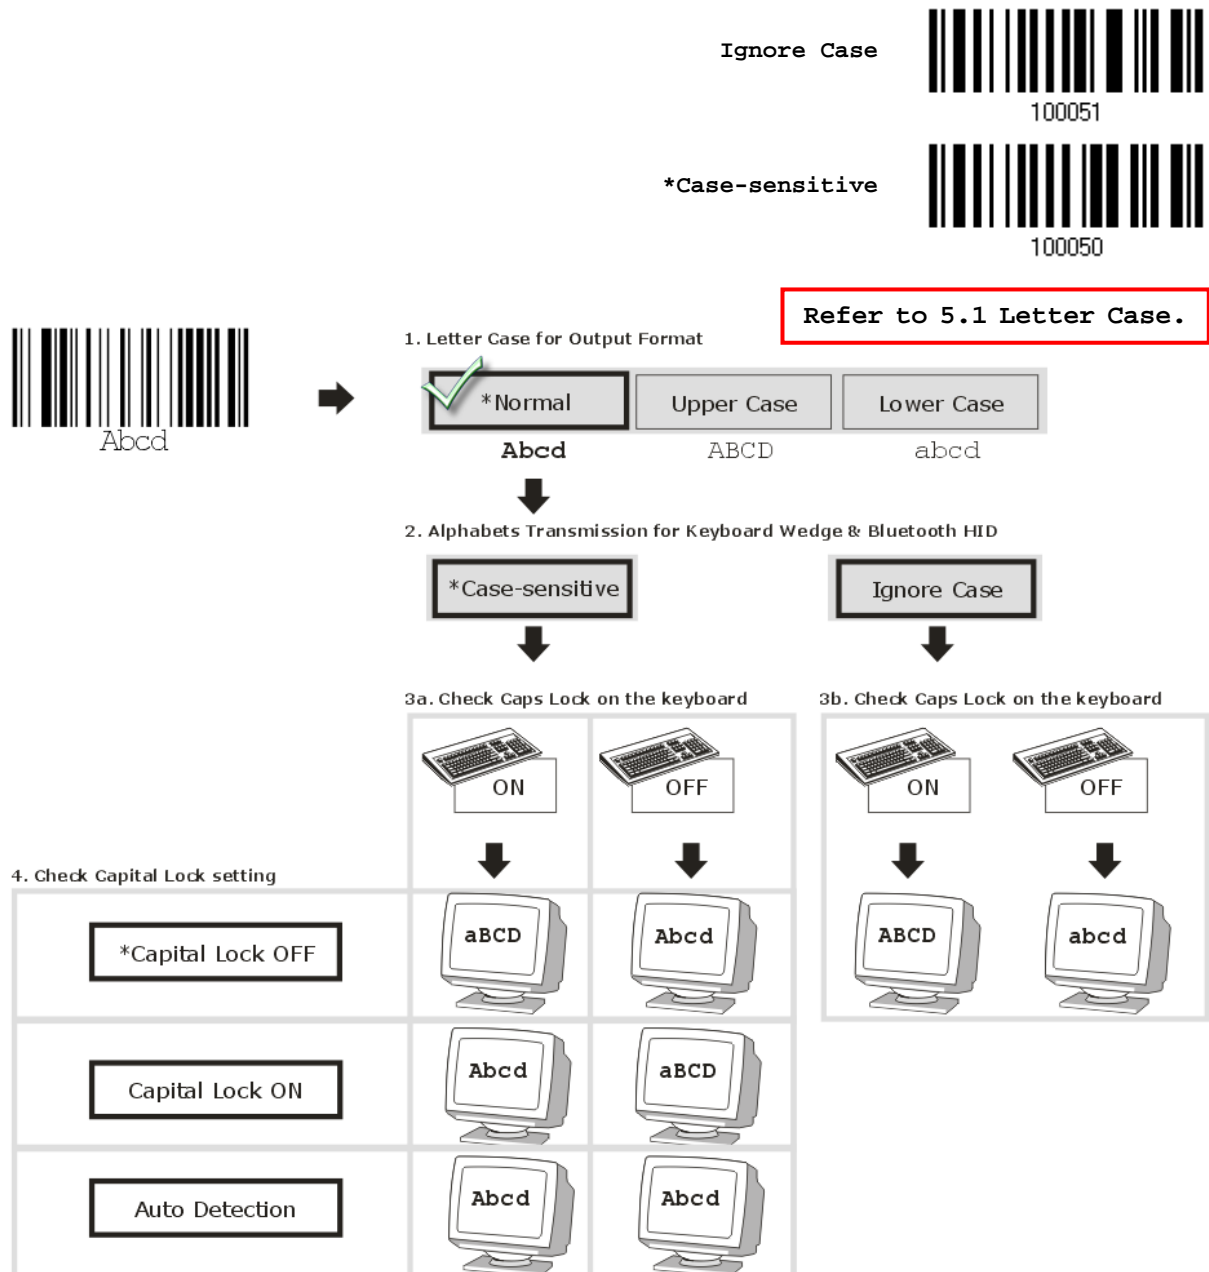 Ignore Case
100051
*Case-sensitive
100050
Refer to 5.1 Letter Case.
Abcd
1. Letter Case for Output Format
*Normal
Upper Case
Lower Case
Abcd
ABCD
abcd
2. Alphabets Transmission for Keyboard Wedge & Bluetooth HID
*Case-sensitive
Ignore Case
3a. Check Caps Lock on the keyboard
3b. Check Caps Lock on the keyboard
ON
OFF
ON
OFF
4. Check Capital Lock setting
*Capital Lock OFF
aBCD
Abcd
ABCD
abcd
Capital Lock ON
Abcd
aBCD
Auto Detection
Abcd
Abcd